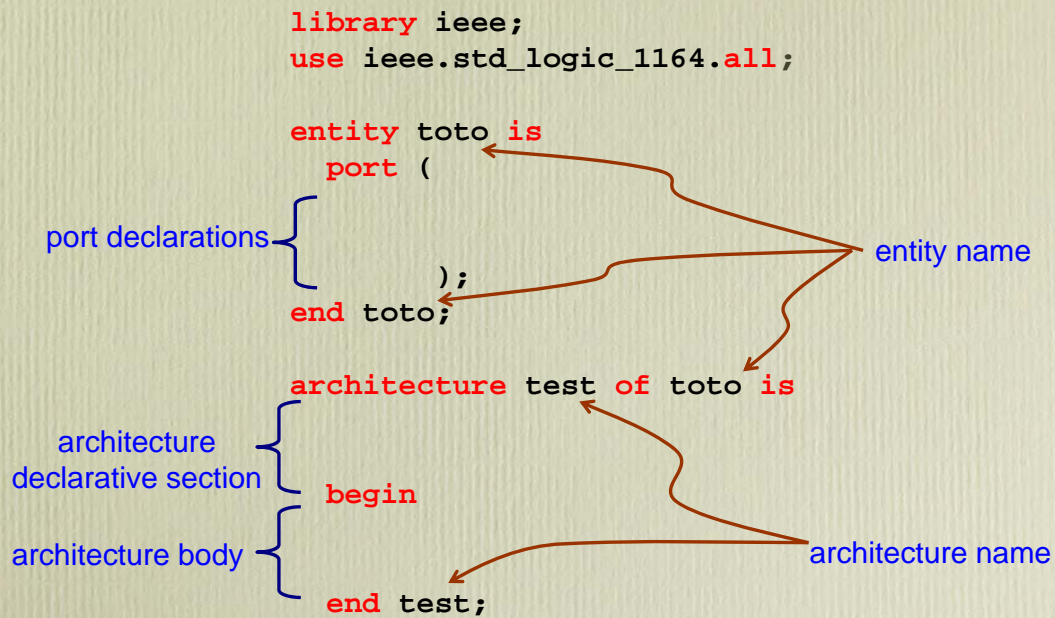 library ieee;
use ieee.std_logic_1164.all;
entity toto is
port (
port declarations
entity name
);
end toto;
architecture test of toto is
architecture
declarative section
begin
architecture body
architecture name
end test;